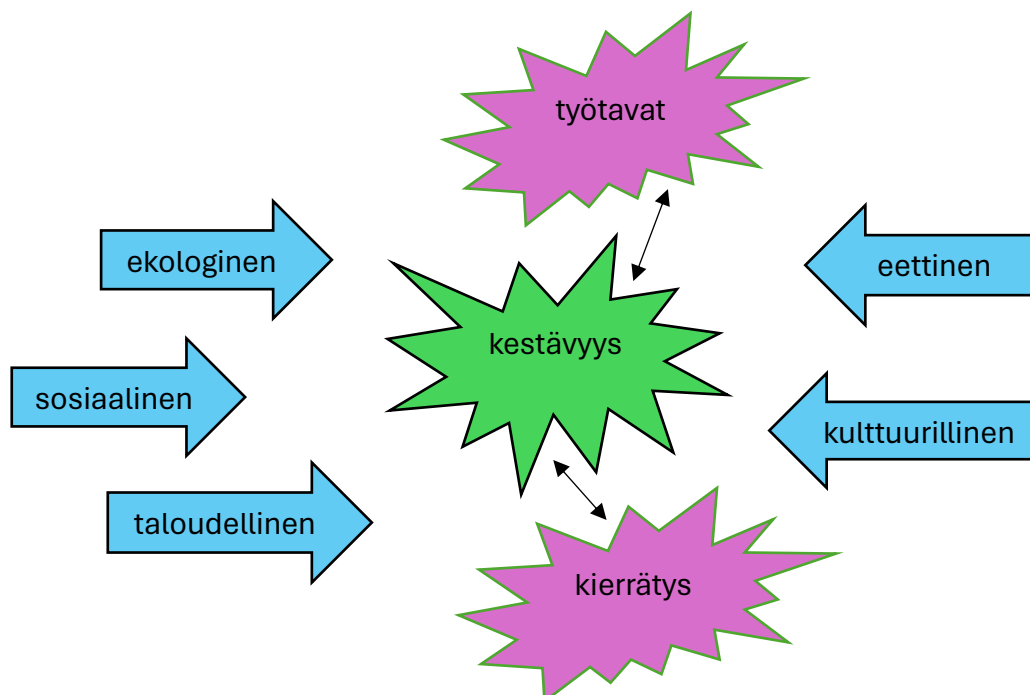 työtavat
ekologinen
eettinen
kestävyys
sosiaalinen
kulttuurillinen
taloudellinen
kierrätys